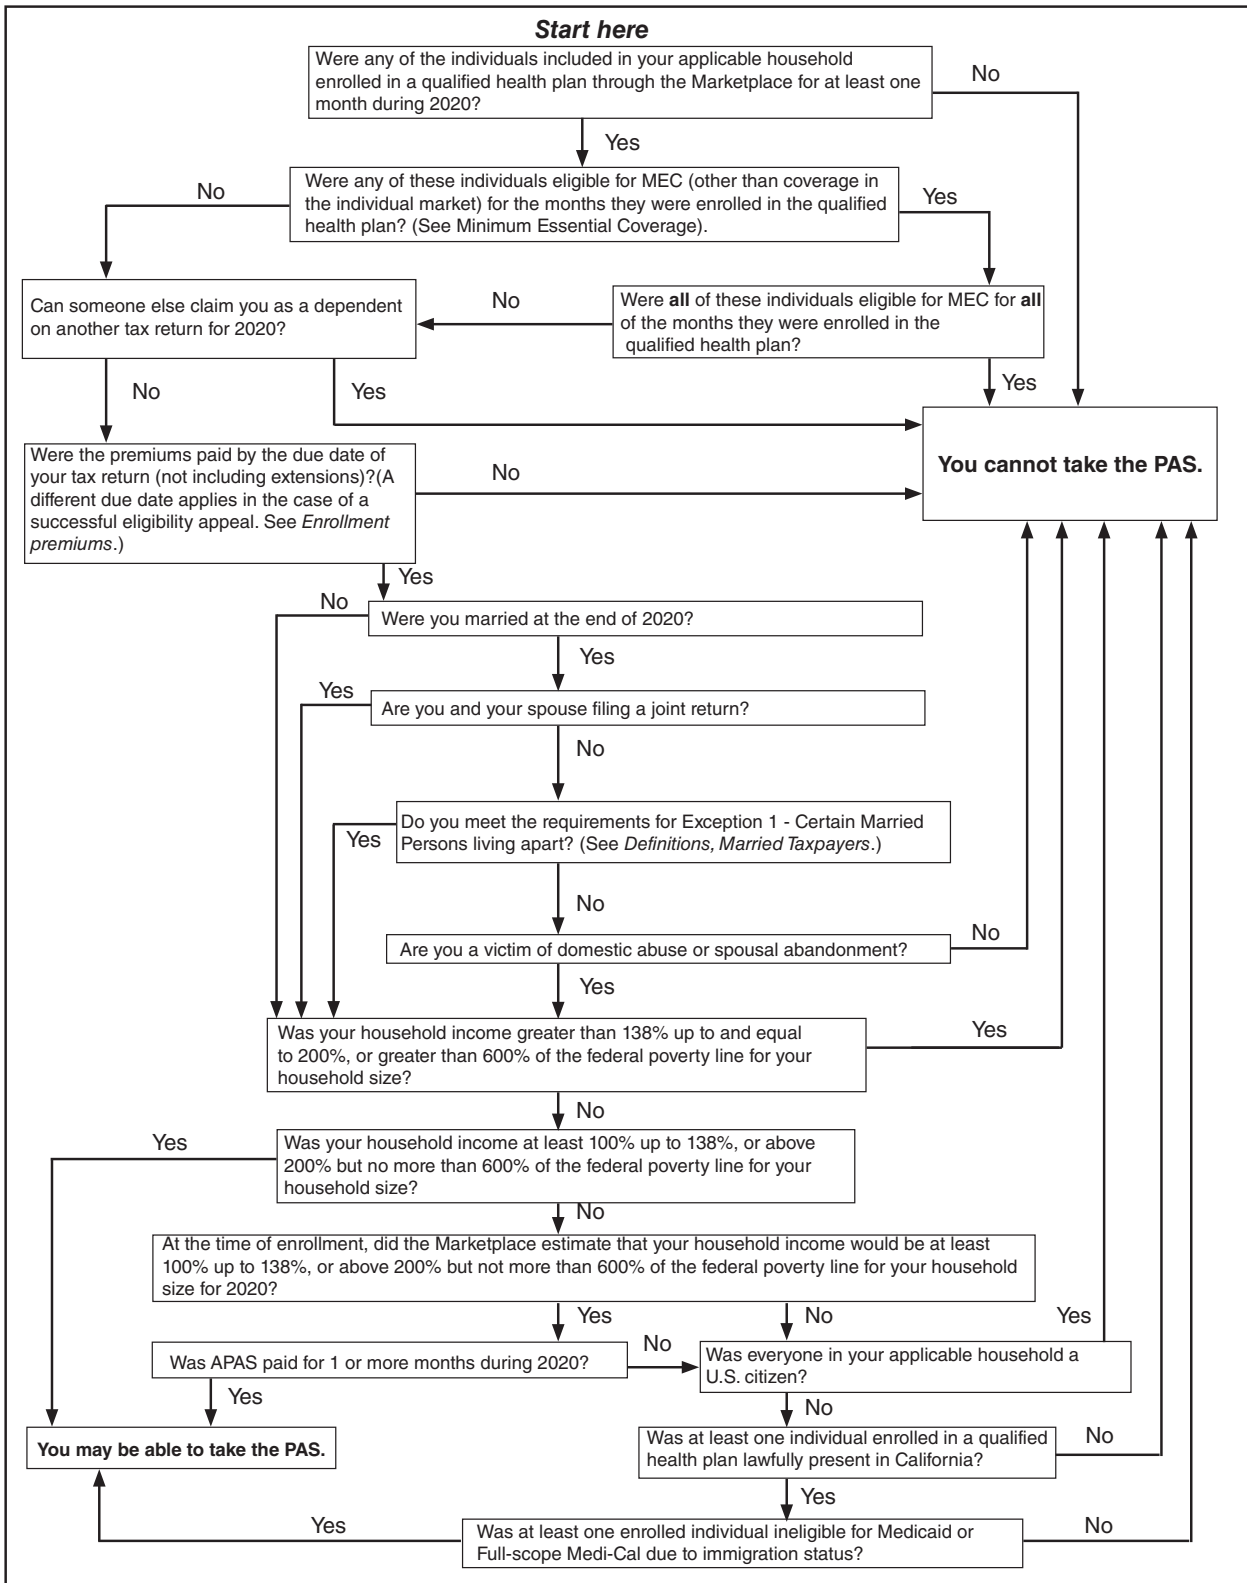 Start here
Were any of the individuals included in your applicable household
enrolled in a qualified health plan through the Marketplace for at least one
month during 2020?
No
Yes
Were any of these individuals eligible for MEC (other than coverage in
the individual market) for the months they were enrolled in the qualified
health plan? (See Minimum Essential Coverage).
No
Yes
Can someone else claim you as a dependent
on another tax return for 2020?
No
Were all of these individuals eligible for MEC for all
of the months they were enrolled in the
qualified health plan?
No
Yes
Yes
You cannot take the PAS.
Were the premiums paid by the due date of
your tax return (not including extensions)?(A
different due date applies in the case of a
successful eligibility appeal. See Enrollment
premiums.)
No
Yes
No
Were you married at the end of 2020?
Yes
Yes
Are you and your spouse filing a joint return?
No
Do you meet the requirements for Exception 1 - Certain Married
Persons living apart? (See Definitions, Married Taxpayers.)
Yes
No
Are you a victim of domestic abuse or spousal abandonment?
No
Yes
Was your household income greater than 138% up to and equal
to 200%, or greater than 600% of the federal poverty line for your
household size?
Yes
No
Yes
Was your household income at least 100% up to 138%, or above
200% but no more than 600% of the federal poverty line for your
household size?
No
At the time of enrollment, did the Marketplace estimate that your household income would be at least
100% up to 138%, or above 200% but not more than 600% of the federal poverty line for your household
size for 2020?
Yes
No
Yes
Was APAS paid for 1 or more months during 2020?
No
Was everyone in your applicable household a
U.S. citizen?
Yes
No
You may be able to take the PAS.
Was at least one individual enrolled in a qualified
health plan lawfully present in California?
No
Yes
Yes
Was at least one enrolled individual ineligible for Medicaid or
Full-scope Medi-Cal due to immigration status?
No